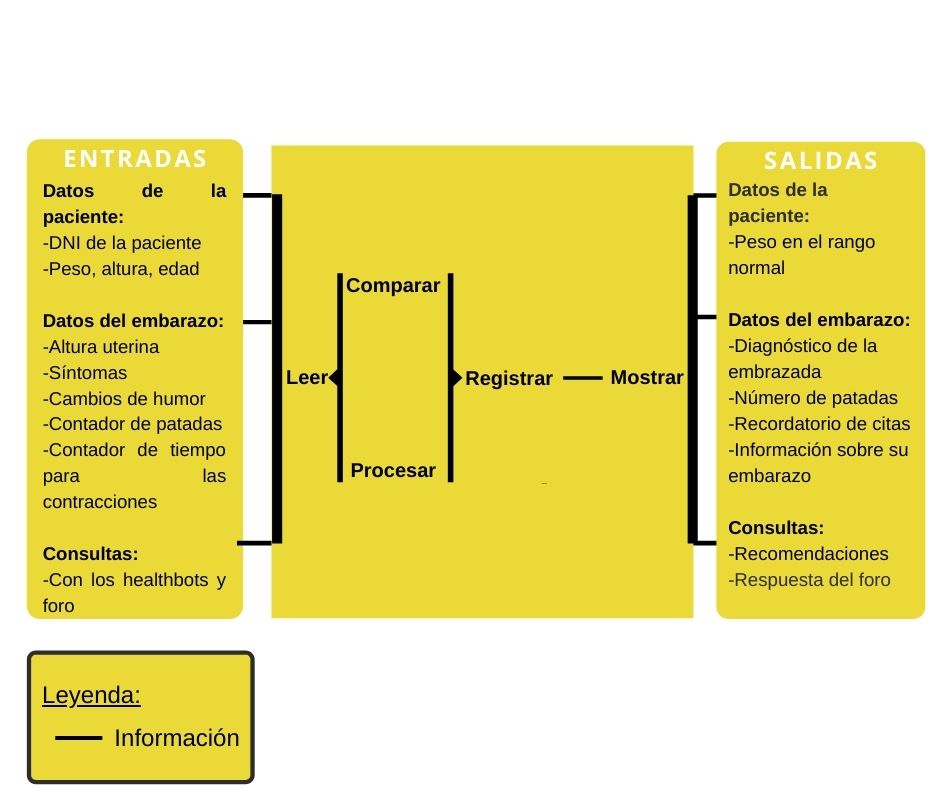 ENTRADAS
Datos de la
paciente:
-DNI de la paciente
-Peso, altura, edad
Datos del embarazo:
-Altura uterina
-Síntomas
-Cambios de humor
-Contador de patadas
-Contador de tiempo
para las
contracciones
Consultas:
-Con los healthbots y
foro
Comparar
Leer
Registrar
Mostrar
Procesar
SALIDAS
Datos de la
paciente:
-Peso en el rango
normal
Datos del embarazo:
-Diagnóstico de la
embrazada
-Número de patadas
-Recordatorio de citas
-Información sobre su
embarazo
Consultas:
-Recomendaciones
-Respuesta del foro
Leyenda:
Información